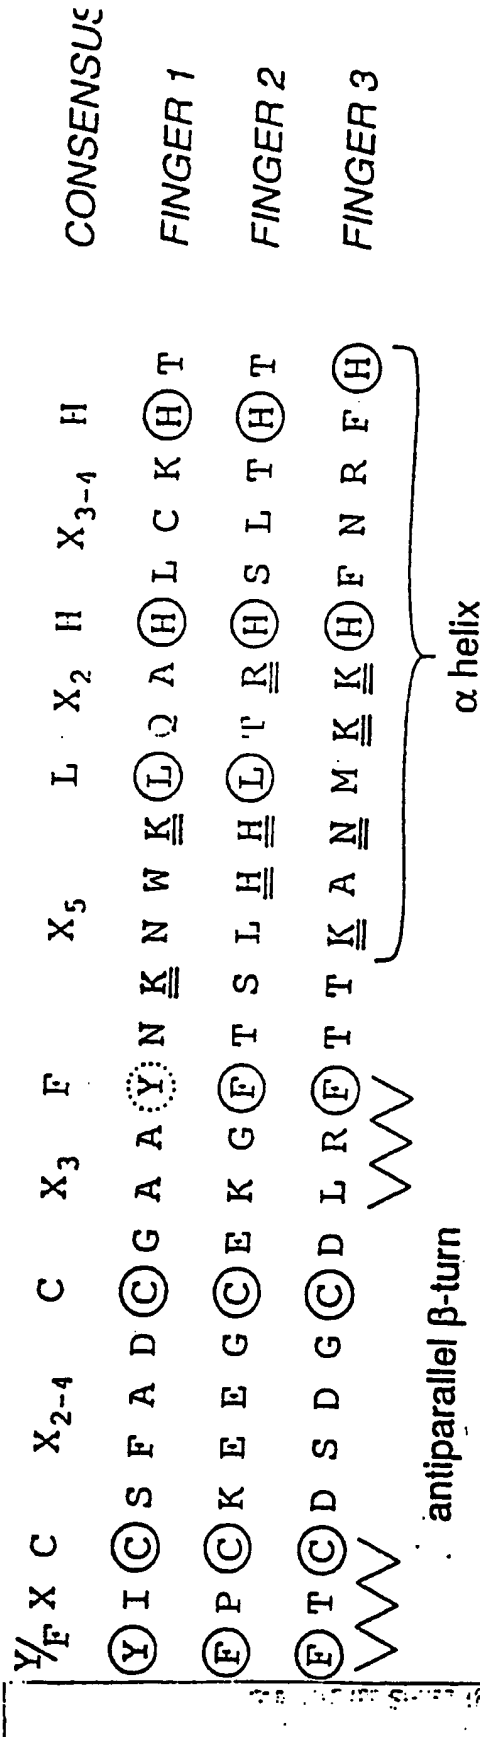 Y/F X C X2-4 C X3 F X5 L X2 H X3-4 H CONSENSUS
Y I C S F A D C G A A Y N K N W K L Q A H L C K H T FINGER 1
F P C K E E G C E K G F T S L H H L T R H S L T H T FINGER 2
F T C D S D G C D L R F T T K A N M K K H F N R F H FINGER 3
antiparallel β-turn
α helix